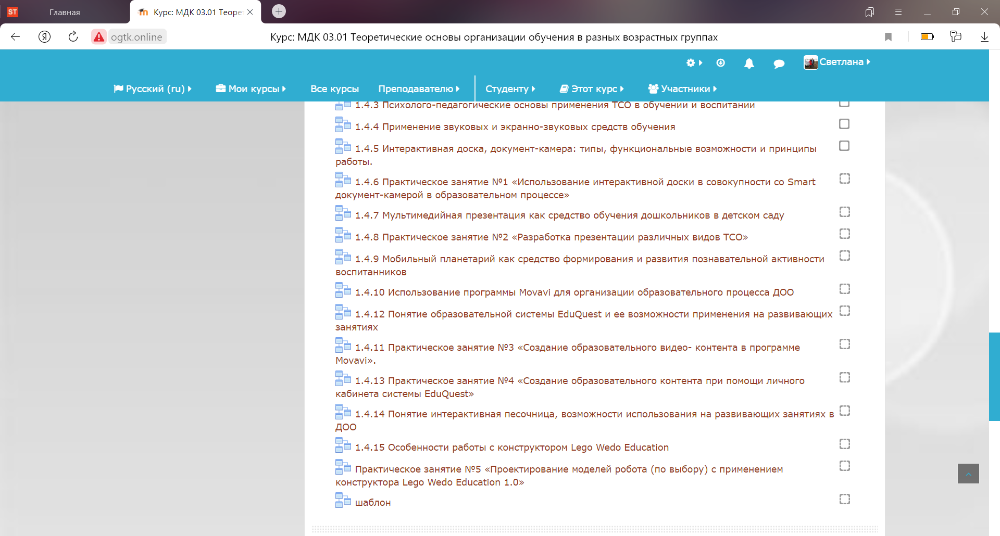 ST
Главная
Курс: МДК 03.01 Теорет
ogtk.online
Курс: МДК 03.01 Теоретические основы организации обучения в разных возрастных группах
Светлана
Русский (ru)
Мои курсы
Все курсы
Преподавателю
Студенту
Этот курс
Участники
1.4.3 Психолого-педагогические основы применения ТСО в обучении и воспитании
1.4.4 Применение звуковых и экранно-звуковых средств обучения
1.4.5 Интерактивная доска, документ-камера: типы, функциональные возможности и принципы
работы.
1.4.6 Практическое занятие №1 «Использование интерактивной доски в совокупности со Smart
документ-камерой в образовательном процессе»
1.4.7 Мультимедийная презентация как средство обучения дошкольников в детском саду
1.4.8 Практическое занятие №2 «Разработка презентации различных видов ТСО»
1.4.9 Мобильный планетарий как средство формирования и развития познавательной активности
воспитанников
1.4.10 Использование программы Movavi для организации образовательного процесса ДОО
1.4.12 Понятие образовательной системы EduQuest и ее возможности применения на развивающих
занятиях
1.4.11 Практическое занятие №3 «Создание образовательного видео- контента в программе
Movavi».
1.4.13 Практическое занятие №4 «Создание образовательного контента при помощи личного
кабинета системы EduQuest»
1.4.14 Понятие интерактивная песочница, возможности использования на развивающих занятиях в
ДОО
1.4.15 Особенности работы с конструктором Lego Wedo Education
Практическое занятие №5 «Проектирование моделей робота (по выбору) с применением
конструктора Lego Wedo Education 1.0»
шаблон